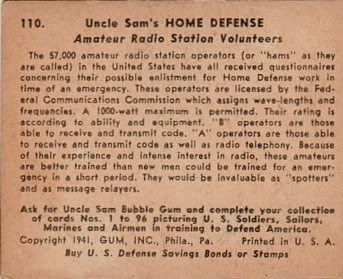 110. Uncle Sam's HOME DEFENSE
Amateur Radio Station Volunteers
The 57,000 amateur radio station operators (or "hams" as they are
called) in the United States have all received questionnaires
concerning their possible enlistment for Home Defense work in
time of an emergency. These operators are licensed by the Fed-
eral Communications Commission which assigns wave-lengths and
frequencies. A 1000-watt maximum is permitted. Their rating is
according to ability and equipment. "B" operators are those
able to receive and transmit code. "A" operators are those able
to receive and transmit code as well as radio telephony. Because
of their experience and intense interest in radio, these amateurs
are better trained than new men could be trained for an emer-
gency in a short period. They would be invaluable as "spotters"
and as message relayers.
Ask for Uncle Sam Bubble Gum and complete your collection
of cards Nos. 1 to 96 picturing U. S. Soldiers, Sailors,
Marines and Airmen in training to Defend America.
Copyright 1941, GUM, INC., Phila., Pa. Printed in U. S. A.
Buy U. S. Defense Savings Bonds or Stamps